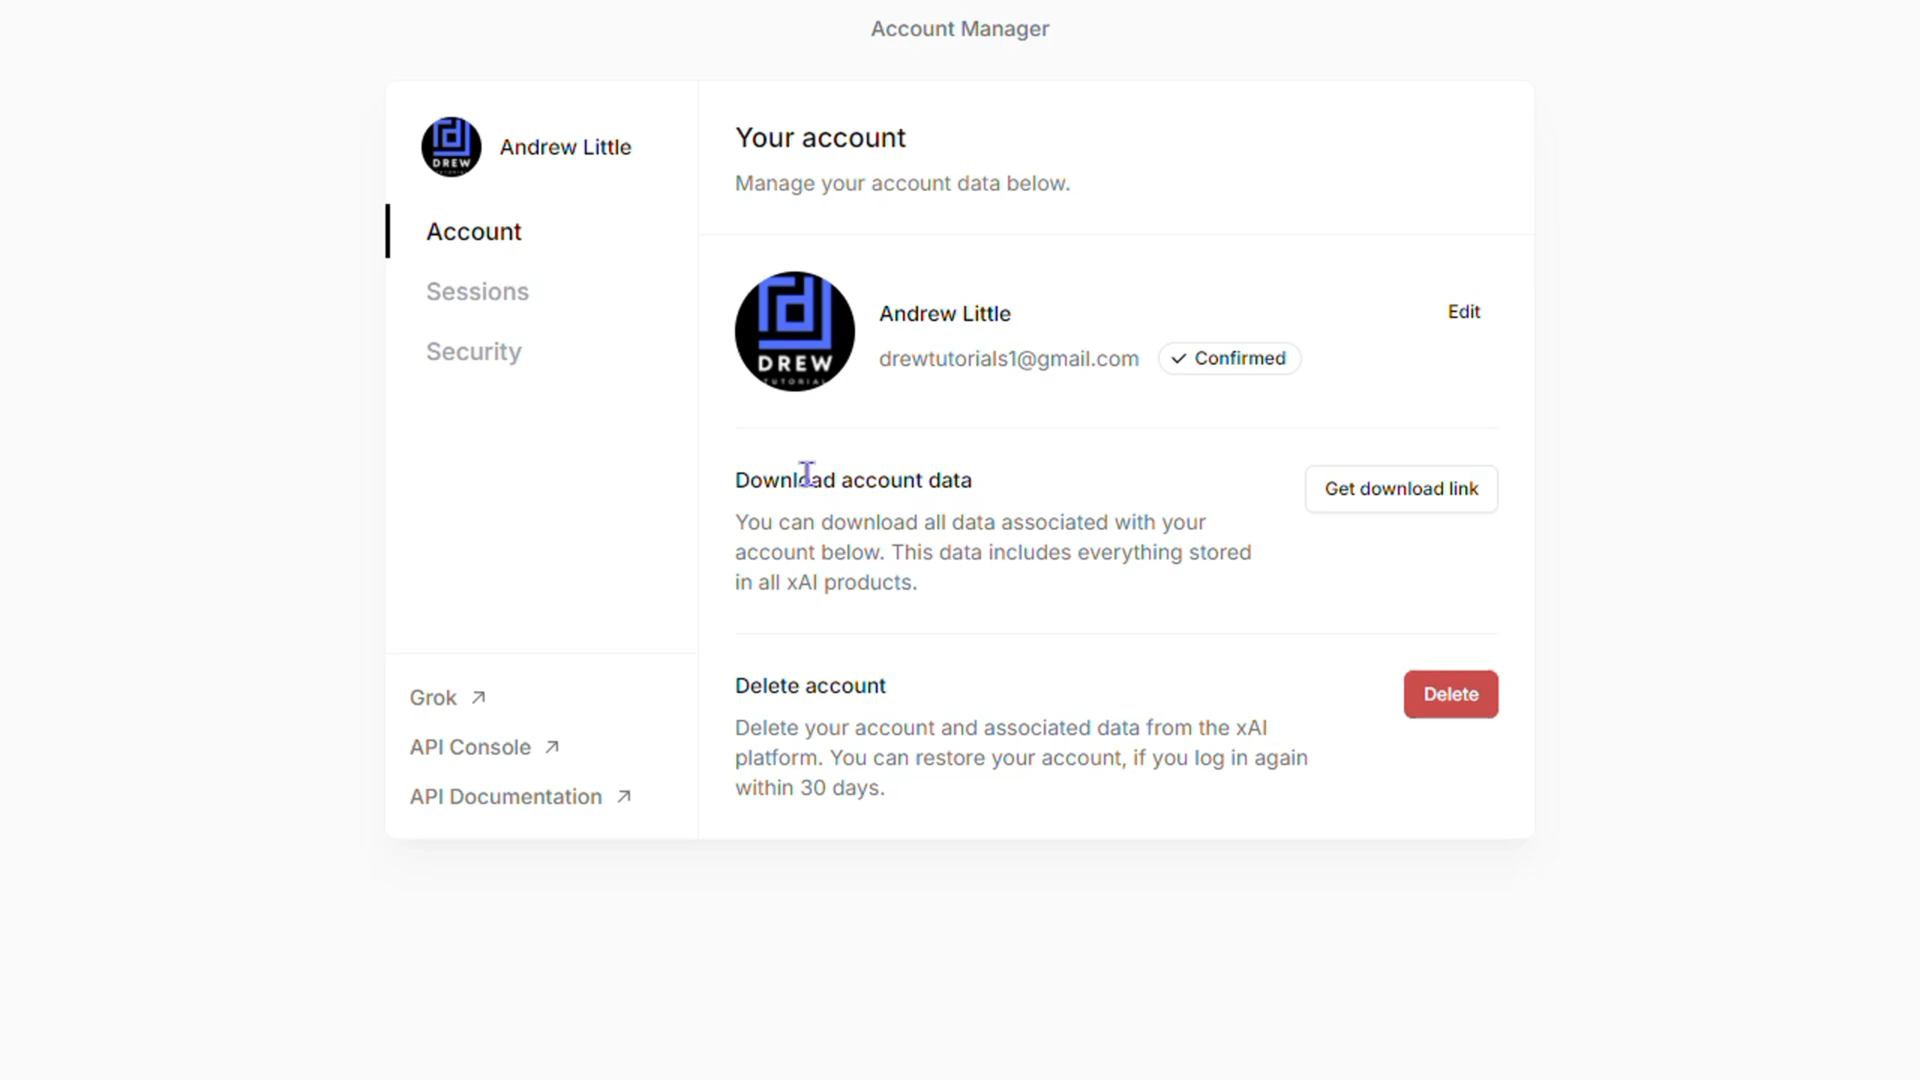 Account Manager
DREW
Andrew Little
Account
Sessions
Security
Grok
API Console
API Documentation
Your account
Manage your account data below.
DREW
TUTORIAL
Andrew Little
Edit
drewtutorials1@gmail.com
Confirmed
Download account data
Get download link
You can download all data associated with your
account below. This data includes everything stored
in all xAI products.
Delete account
Delete
Delete your account and associated data from the xAI
platform. You can restore your account, if you log in again
within 30 days.